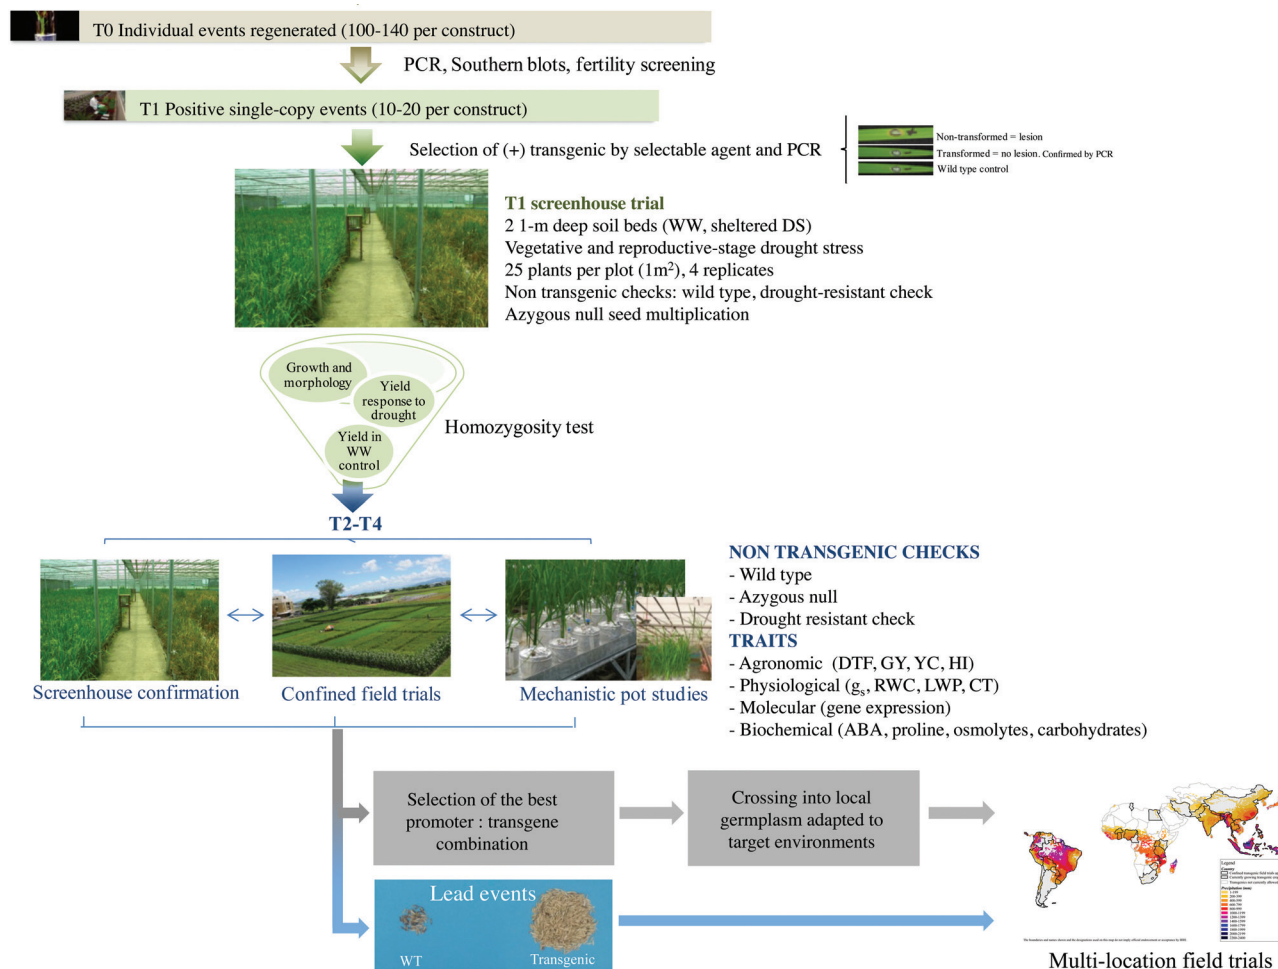 T0 Individual events regenerated (100-140 per construct)
PCR, Southern blots, fertility screening
T1 Positive single-copy events (10-20 per construct)
Selection of (+) transgenic by selectable agent and PCR
Non-transformed = lesion
Transformed = no lesion. Confirmed by PCR
Wild type control
T1 screenhouse trial
2 1-m deep soil beds (WW, sheltered DS)
Vegetative and reproductive-stage drought stress
25 plants per plot (1m²), 4 replicates
Non transgenic checks: wild type, drought-resistant check
Azygous null seed multiplication
Growth and
morphology
Yield
response to
drought
Yield in
WW
control
Homozygosity test
T2-T4
Screenhouse confirmation
Confined field trials
Mechanistic pot studies
NON TRANSGENIC CHECKS
- Wild type
- Azygous null
- Drought resistant check
TRAITS
- Agronomic (DTF, GY, YC, HI)
- Physiological (gs, RWC, LWP, CT)
- Molecular (gene expression)
- Biochemical (ABA, proline, osmolytes, carbohydrates)
Selection of the best
promoter : transgene
combination
Crossing into local
germplasm adapted to
target environments
Lead events
WT
Transgenic
Legend
Country
Precipitation (mm)
Multi-location field trials